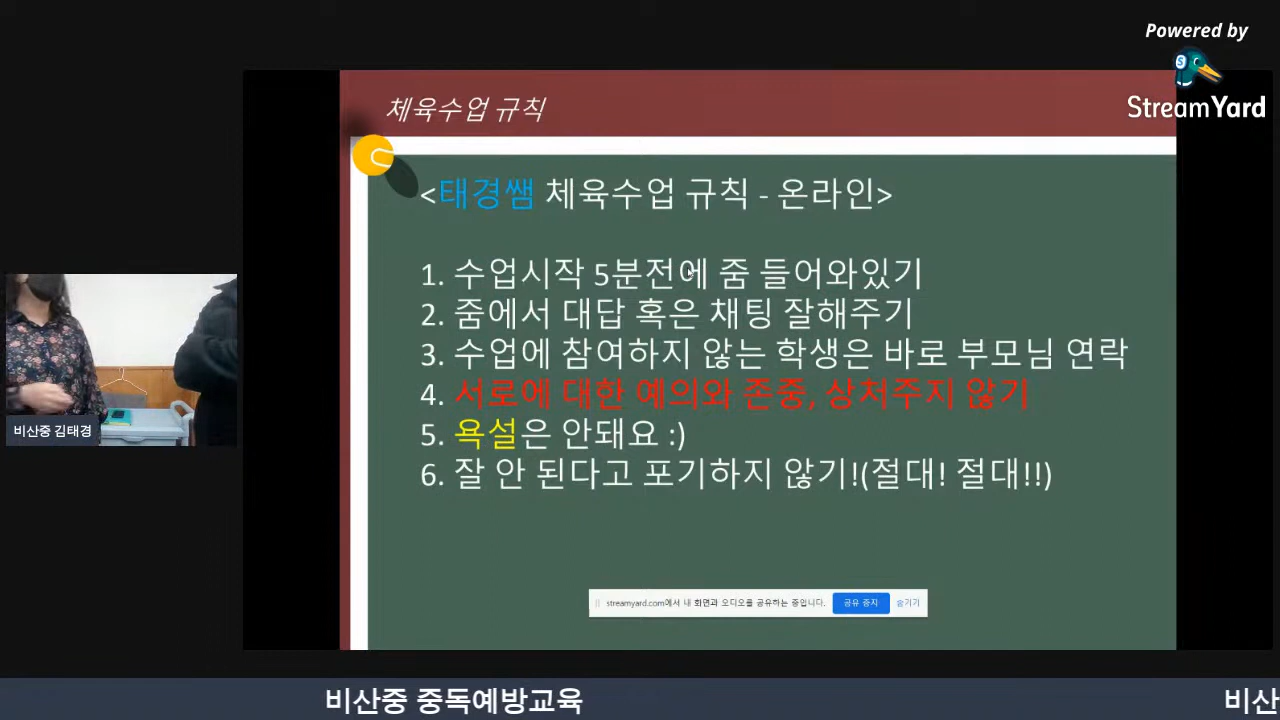 Powered by
StreamYard
체육수업 규칙
<태경쌤 체육수업 규칙 - 온라인>
1. 수업시작 5분전에 줌 들어와있기
2. 줌에서 대답 혹은 채팅 잘해주기
3. 수업에 참여하지 않는 학생은 바로 부모님 연락
4. 서로에 대한 예의와 존중, 상처주지 않기
5. 욕설은 안돼요 :)
6. 잘 안 된다고 포기하지 않기!(절대! 절대!!)
비산중 김태경
streamyard.com에서 내 화면과 오디오를 공유하는 중입니다. 공유 중지 숨기기
비산중 중독예방교육 비산